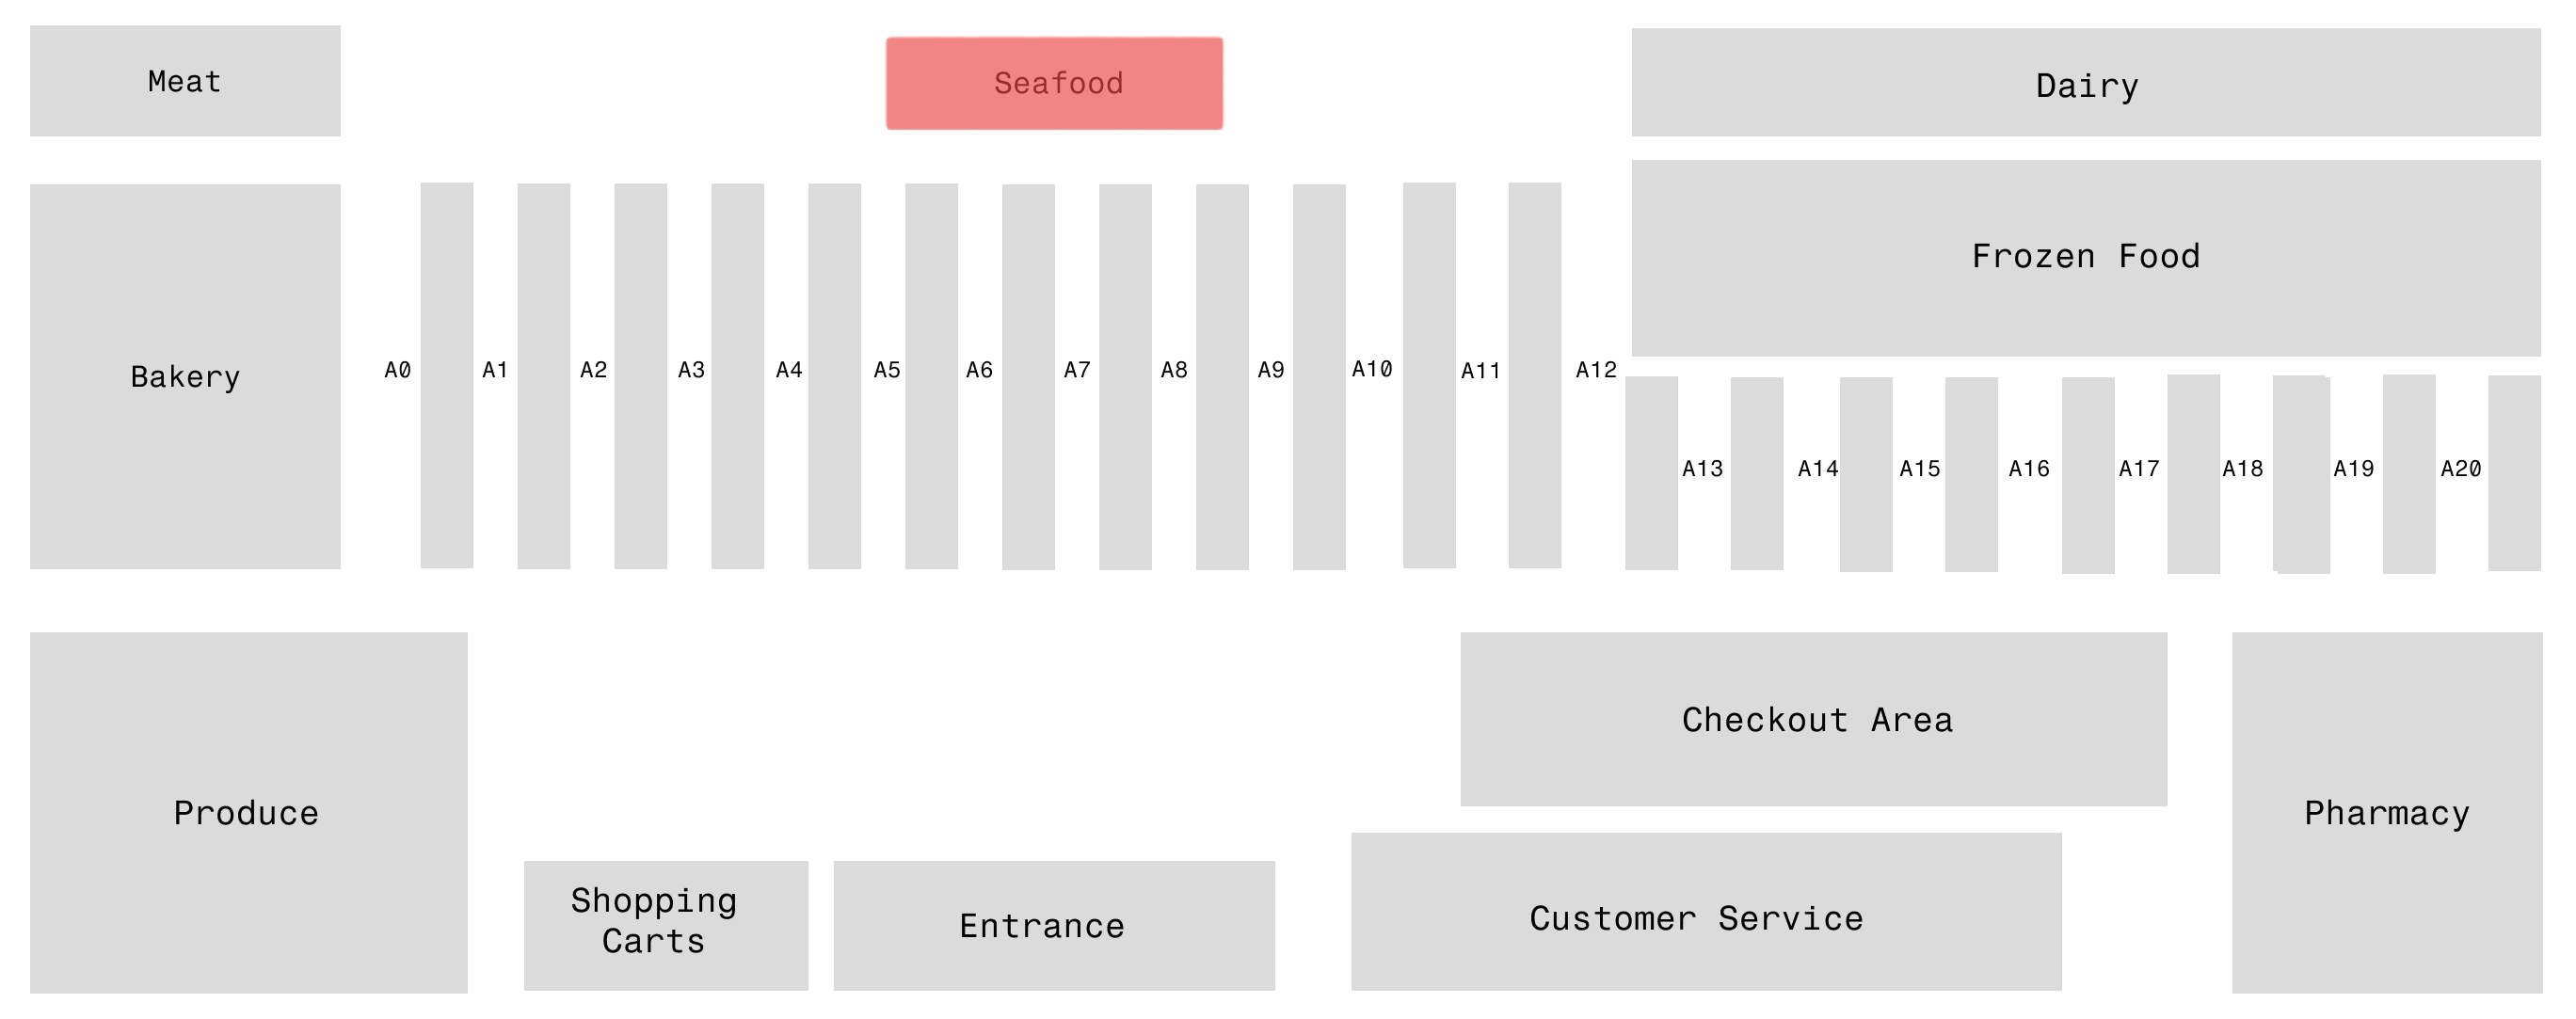 Meat
Seafood
Dairy
Frozen Food
Bakery
A0
A1
A2
A3
A4
A5
A6
A7
A8
A9
A10
A11
A12
A13
A14
A15
A16
A17
A18
A19
A20
Produce
Checkout Area
Pharmacy
Shopping
Carts
Entrance
Customer Service